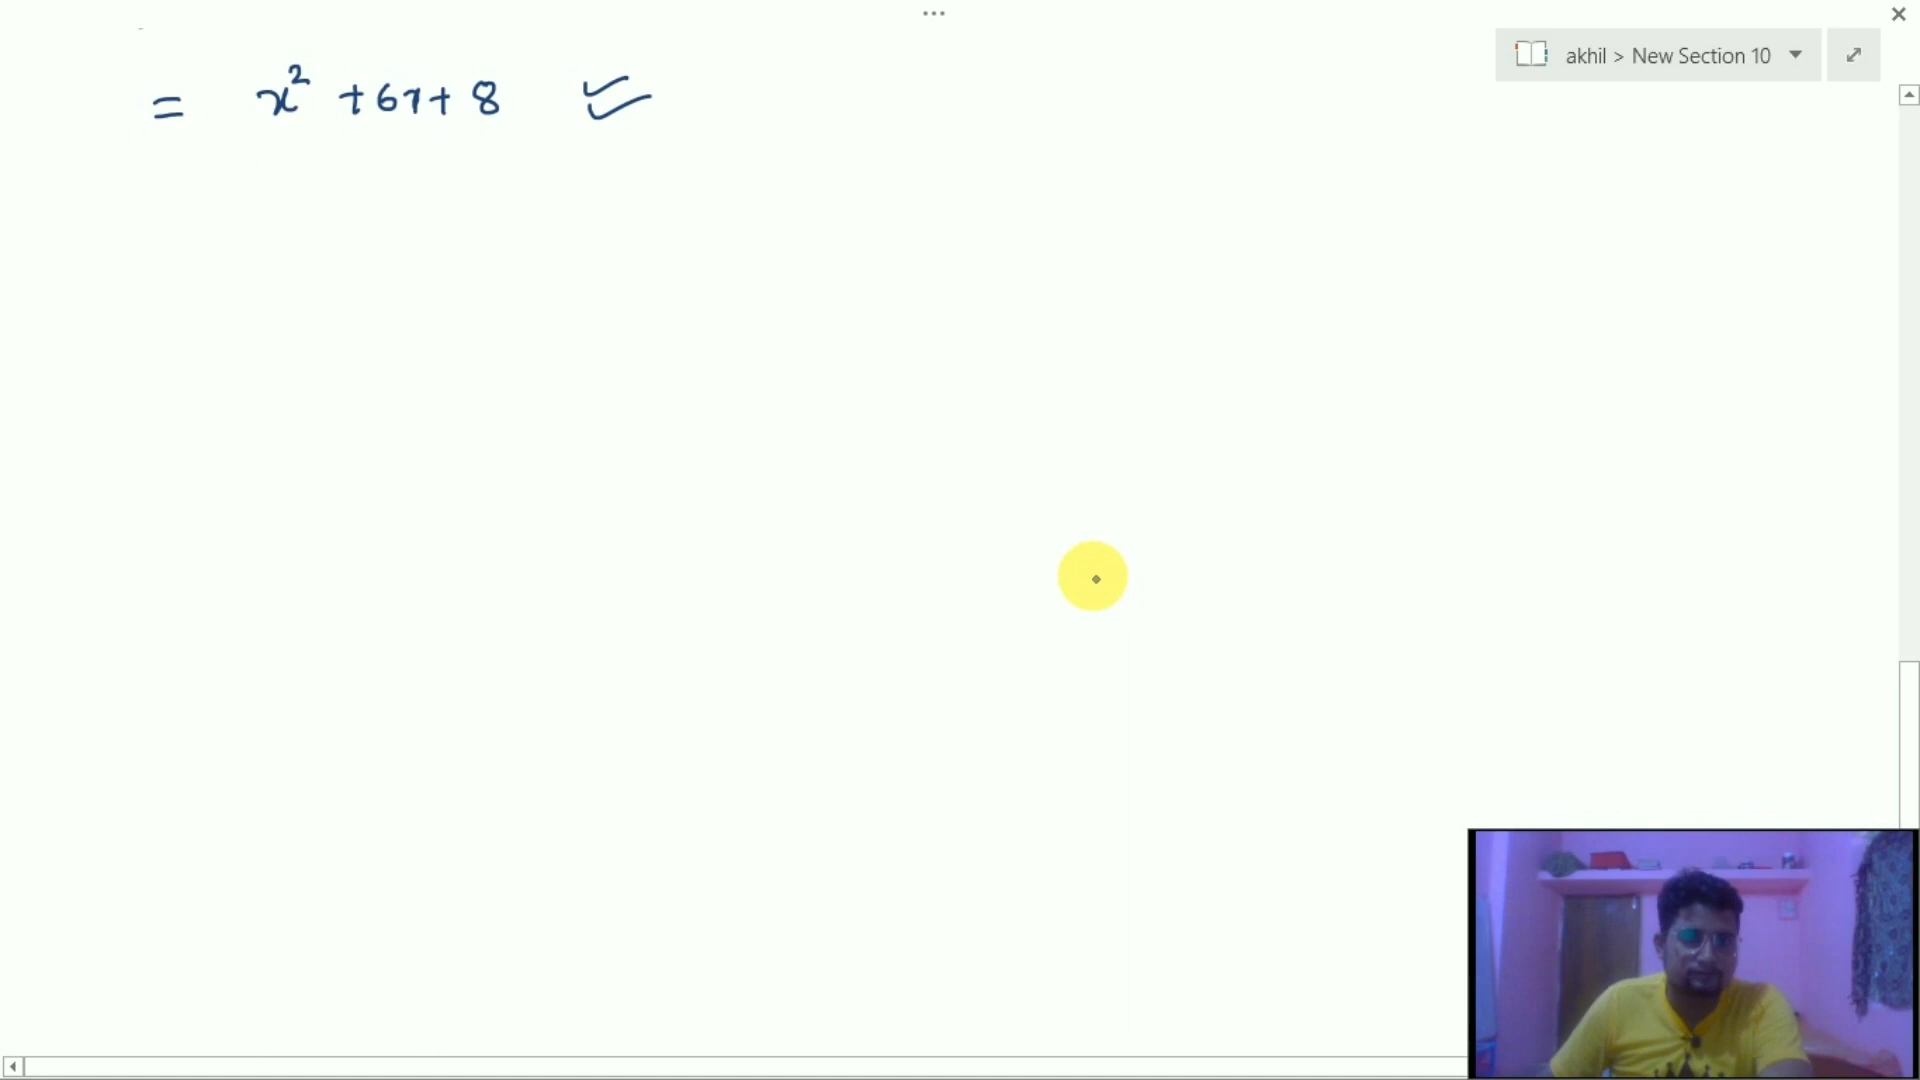 akhil > New Section 10
= x² + 6x + 8